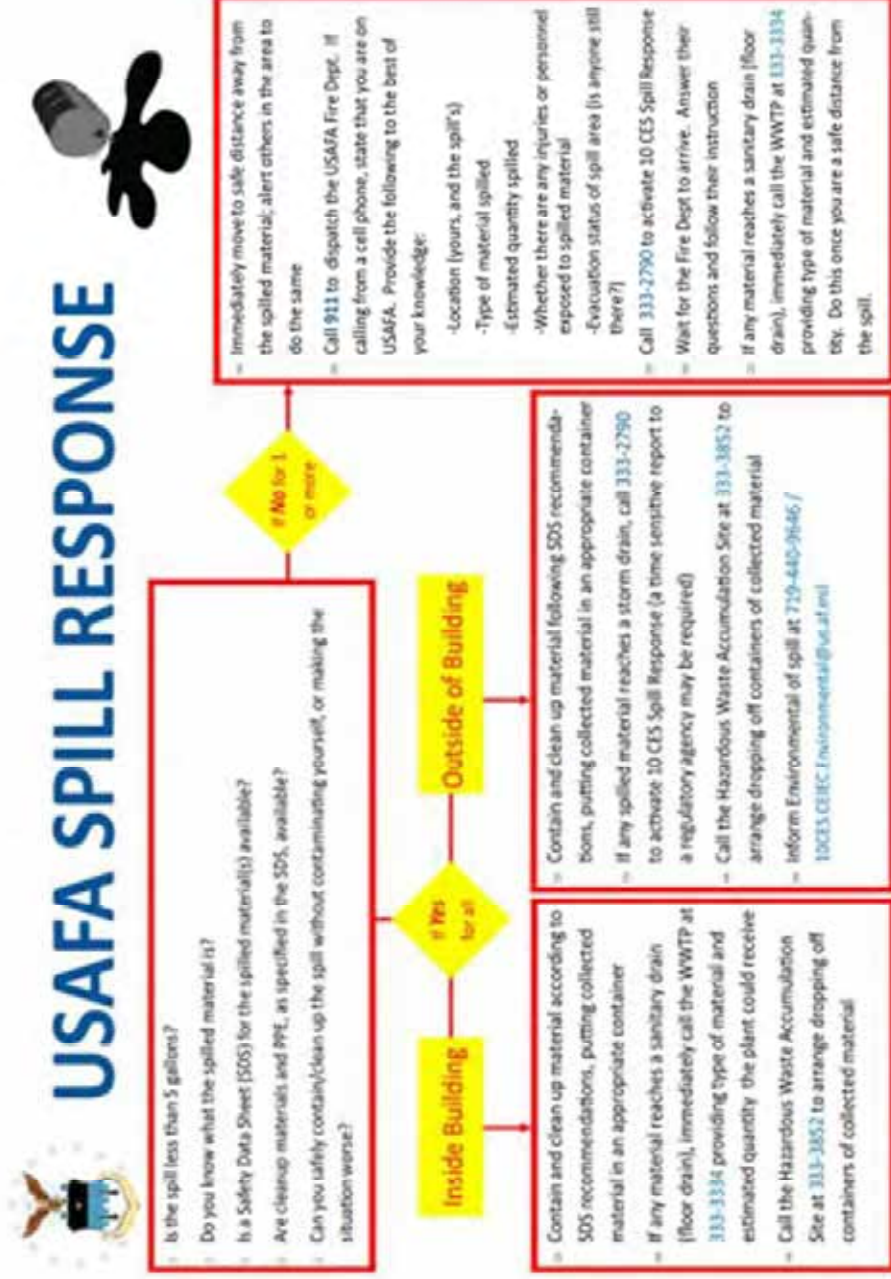 USAFA SPILL RESPONSE
Is the spill less than 5 gallons?
Do you know what the spilled material is?
Is a Safety Data Sheet (SDS) for the spilled material(s) available?
Are cleanup materials and PPE, as specified in the SDS, available?
Can you safely contain/clean up the spill without contaminating yourself, or making the
situation worse?
If No for 1
or more
Immediately move to safe distance away from
the spilled material; alert others in the area to
do the same
Call 911 to dispatch the USAFA Fire Dept. If
calling from a cell phone, state that you are on
USAFA. Provide the following to the best of
your knowledge:
-Location (yours, and the spill's)
-Type of material spilled
-Estimated quantity spilled
-Whether there are any injuries or personnel
exposed to spilled material
-Evacuation status of spill area (is anyone still
there?)
Call 333-2790 to activate 10 CES Spill Response
Wait for the Fire Dept to arrive. Answer their
questions and follow their instruction
If any material reaches a sanitary drain (floor
drain), immediately call the WWTP at 333-3334
providing type of material and estimated quan-
tity. Do this once you are a safe distance from
the spill.
If Yes
for all
Inside Building
Contain and clean up material according to
SDS recommendations, putting collected
material in an appropriate container
If any material reaches a sanitary drain
(floor drain), immediately call the WWTP at
333-3334 providing type of material and
estimated quantity the plant could receive
Call the Hazardous Waste Accumulation
Site at 333-3852 to arrange dropping off
containers of collected material
Outside of Building
Contain and clean up material following SDS recommenda-
tions, putting collected material in an appropriate container
If any spilled material reaches a storm drain, call 333-2790
to activate 10 CES Spill Response (a time sensitive report to
a regulatory agency may be required)
Call the Hazardous Waste Accumulation Site at 333-3852 to
arrange dropping off containers of collected material
Inform Environmental of spill at 719-440-9646 /
10CES.CEIEC.Environmental@us.af.mil